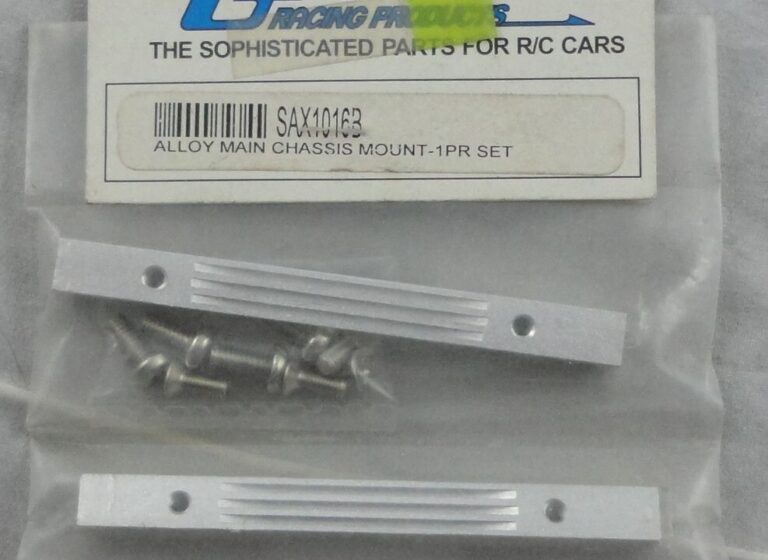 RACING PRODUCTS
THE SOPHISTICATED PARTS FOR R/C CARS
SAX1016B
ALLOY MAIN CHASSIS MOUNT-1PR SET